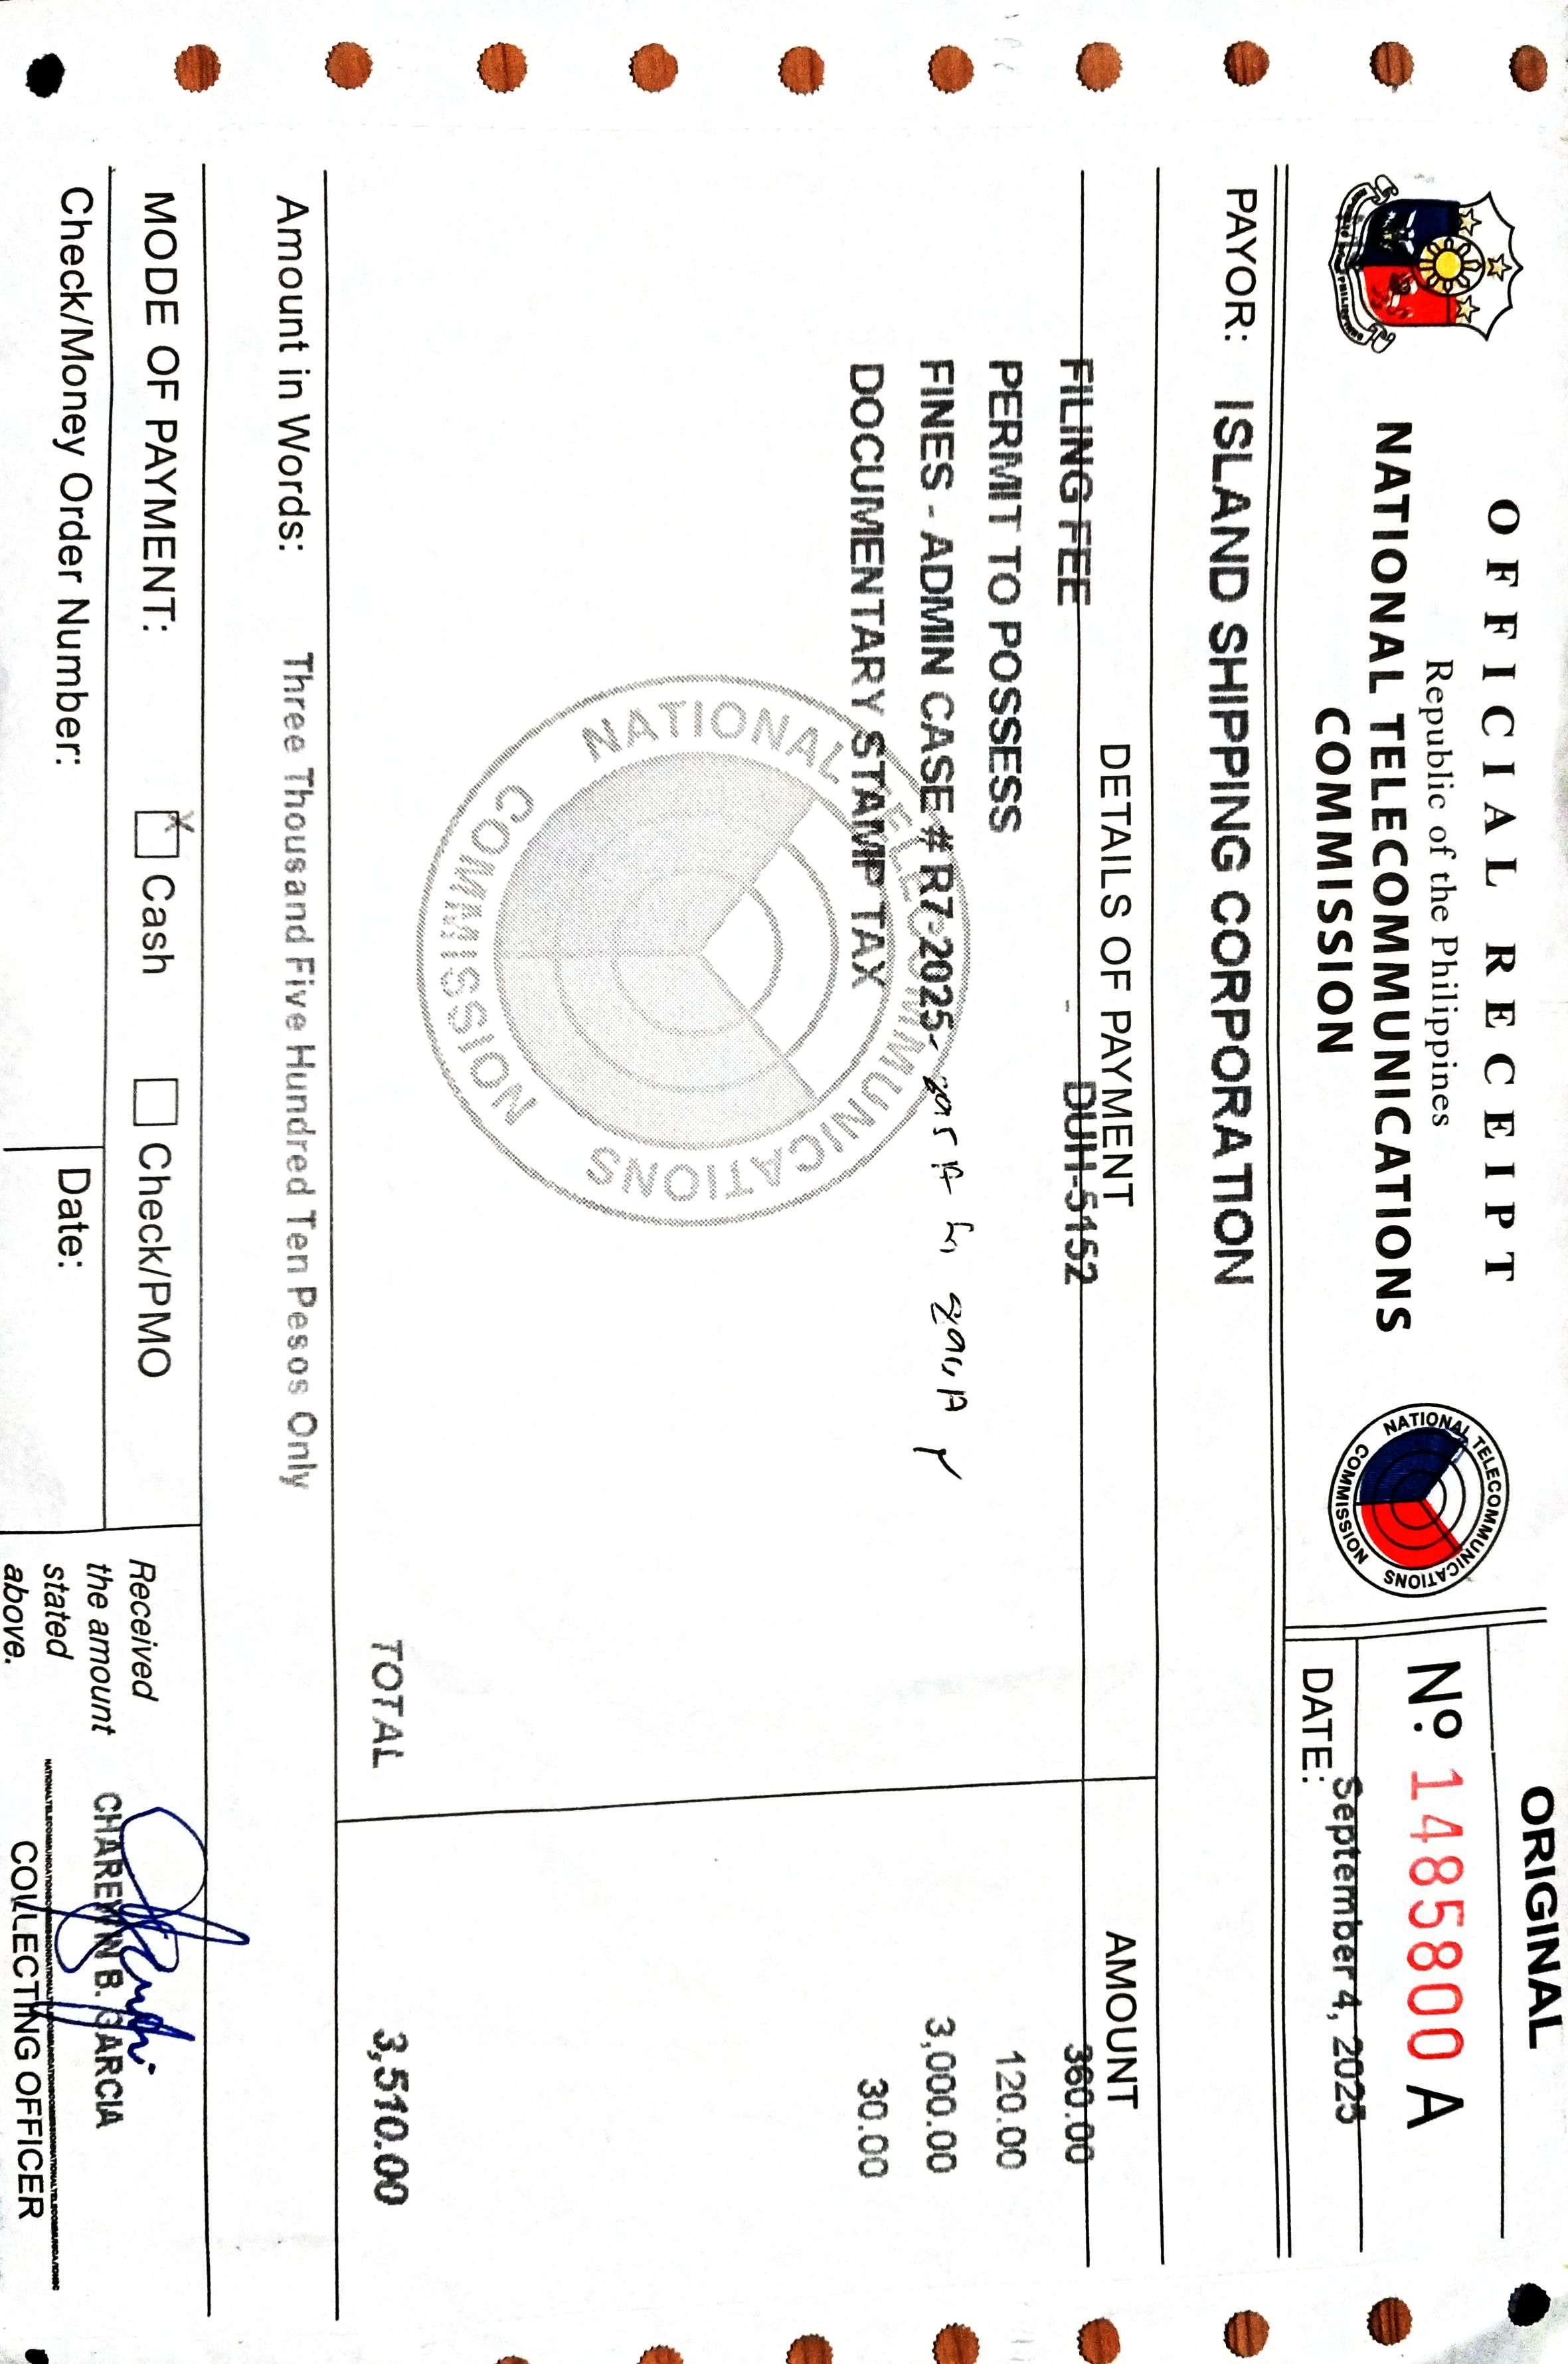 ORIGINAL
OFFICIAL RECEIPT
Republic of the Philippines
NATIONAL TELECOMMUNICATIONS
COMMISSION
NATIONAL TELECOMMUNICATIONS COMMISSION
Nº. 1485800 A
DATE: September 4, 2025
PAYOR: ISLAND SHIPPING CORPORATION
DETAILS OF PAYMENT AMOUNT
FILING FEE - DUH-5152 360.00
PERMIT TO POSSESS 120.00
FINES - ADMIN CASE # R7-2025- 3,000.00
DOCUMENTARY STAMP TAX 30.00
NATIONAL TELECOMMUNICATIONS COMMISSION
TOTAL 3,510.00
Amount in Words: Three Thousand Five Hundred Ten Pesos Only
MODE OF PAYMENT: X Cash Check/PMO
Check/Money Order Number: Date:
Received
the amount
stated
above.
CHAREWIN B. GARCIA
COLLECTING OFFICER